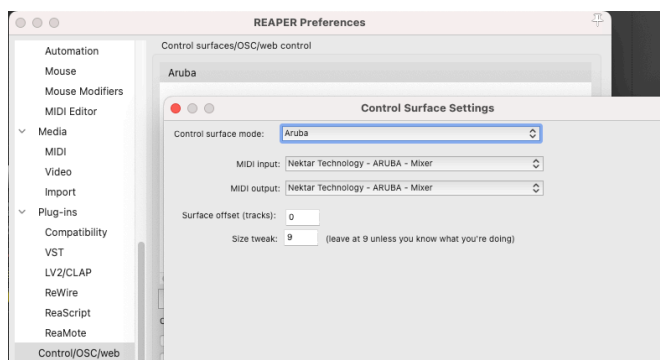 REAPER Preferences
Automation
Mouse
Mouse Modifiers
MIDI Editor
Media
MIDI
Video
Import
Plug-ins
Compatibility
VST
LV2/CLAP
ReWire
ReaScript
ReaMote
Control/OSC/web
Control surfaces/OSC/web control
Aruba
Control Surface Settings
Control surface mode: Aruba
MIDI input: Nektar Technology - ARUBA - Mixer
MIDI output: Nektar Technology - ARUBA - Mixer
Surface offset (tracks): 0
Size tweak: 9 (leave at 9 unless you know what you're doing)